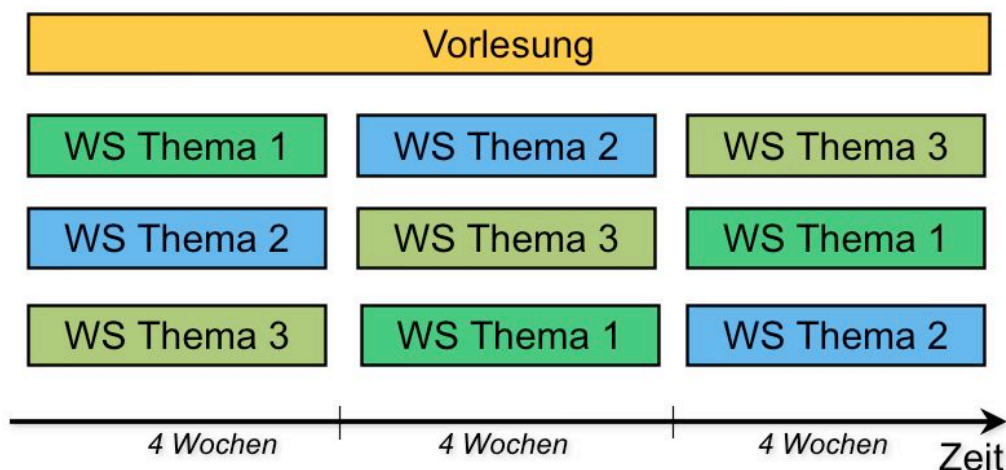 Vorlesung
WS Thema 1 WS Thema 2 WS Thema 3
WS Thema 2 WS Thema 3 WS Thema 1
WS Thema 3 WS Thema 1 WS Thema 2
4 Wochen 4 Wochen 4 Wochen Zeit